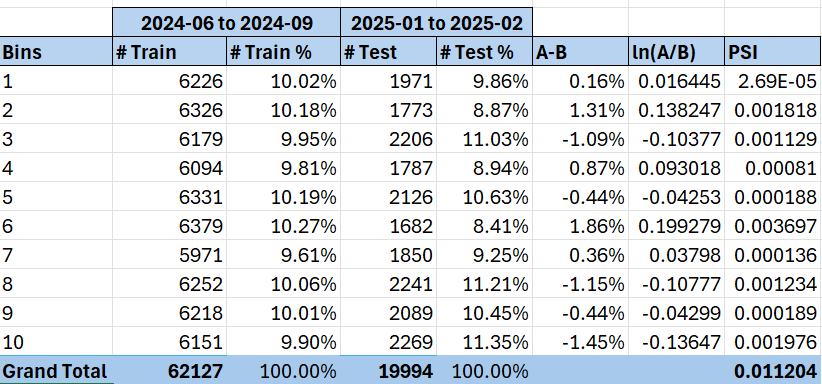 2024-06 to 2024-09 2025-01 to 2025-02
Bins # Train # Train % # Test # Test % A-B ln(A/B) PSI
1 6226 10.02% 1971 9.86% 0.16% 0.016445 2.69E-05
2 6326 10.18% 1773 8.87% 1.31% 0.138247 0.001818
3 6179 9.95% 2206 11.03% -1.09% -0.10377 0.001129
4 6094 9.81% 1787 8.94% 0.87% 0.093018 0.00081
5 6331 10.19% 2126 10.63% -0.44% -0.04253 0.000188
6 6379 10.27% 1682 8.41% 1.86% 0.199279 0.003697
7 5971 9.61% 1850 9.25% 0.36% 0.03798 0.000136
8 6252 10.06% 2241 11.21% -1.15% -0.10777 0.001234
9 6218 10.01% 2089 10.45% -0.44% -0.04299 0.000189
10 6151 9.90% 2269 11.35% -1.45% -0.13647 0.001976
Grand Total 62127 100.00% 19994 100.00% 0.011204